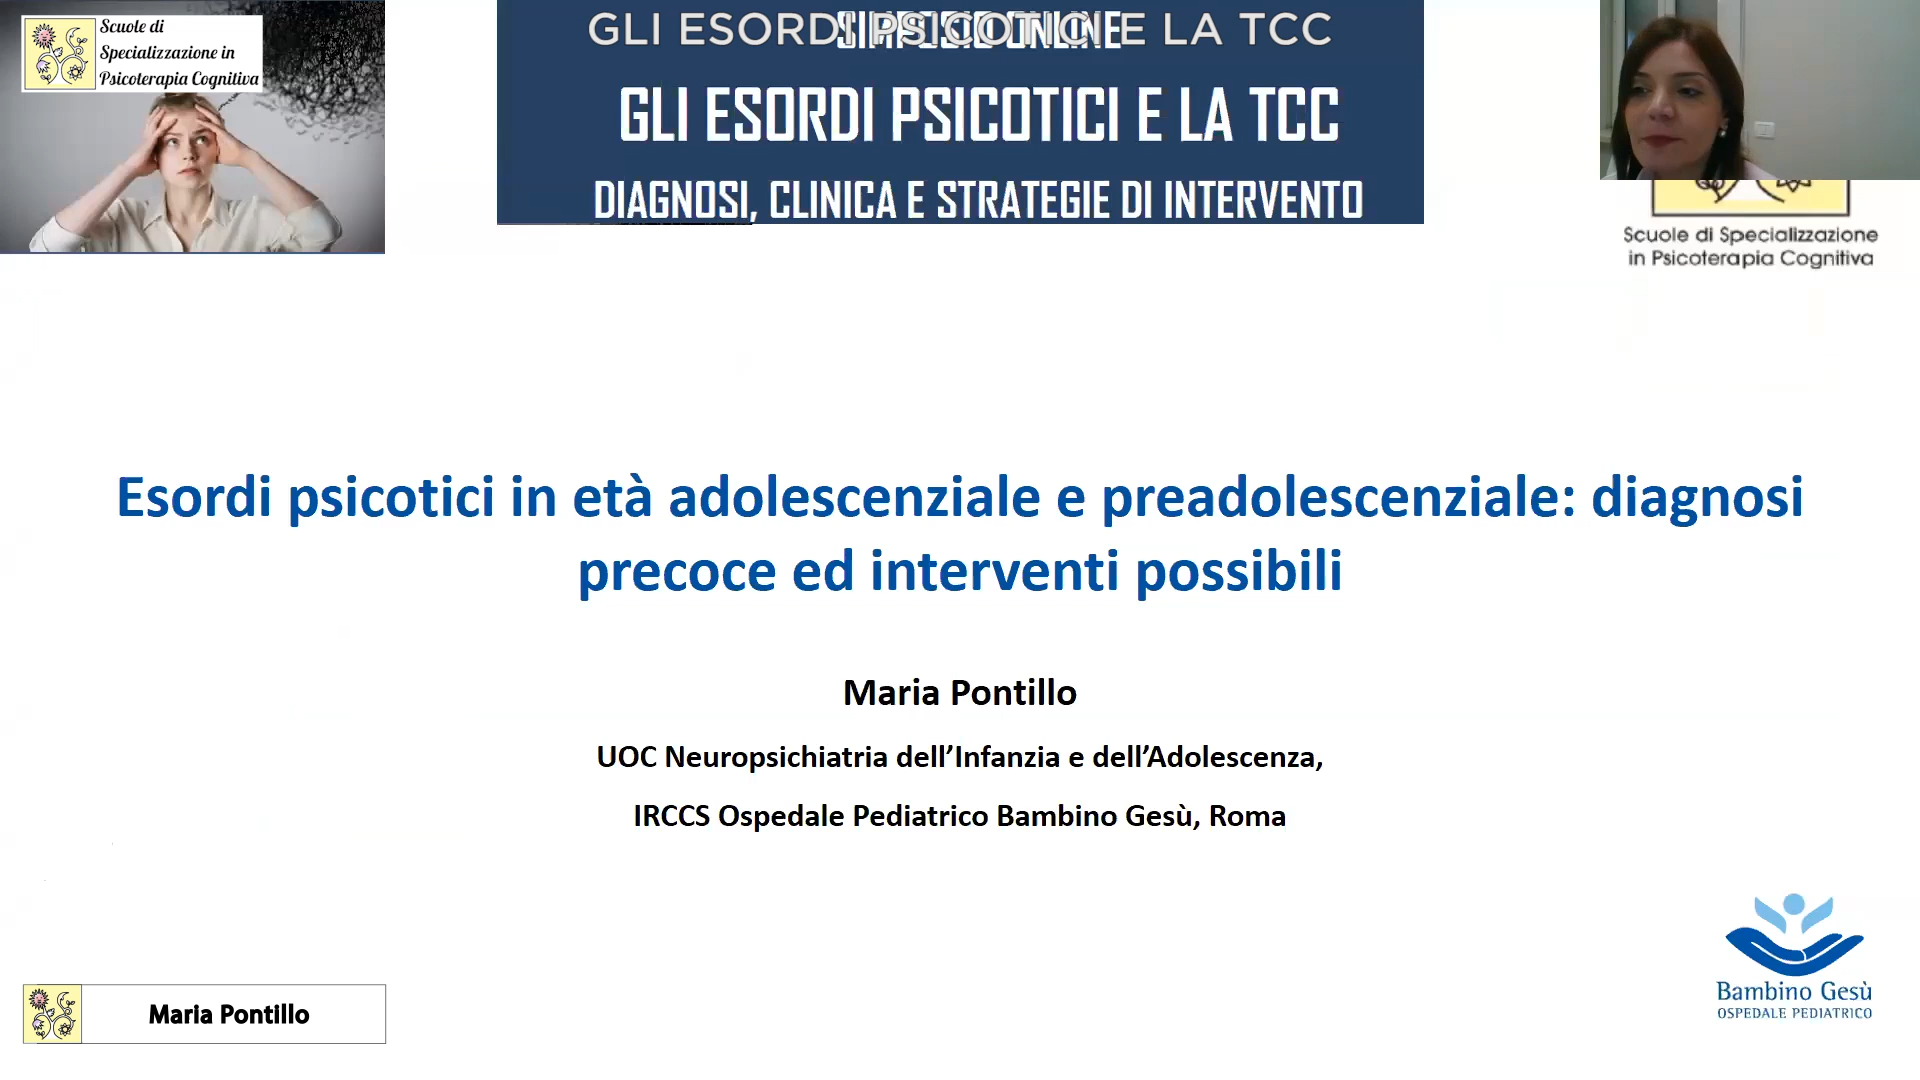 Scuole di
Specializzazione in
Psicoterapia Cognitiva
GLI ESORDI PSICOTICI E LA TCC
SIMPOSIO ONLINE
GLI ESORDI PSICOTICI E LA TCC
DIAGNOSI, CLINICA E STRATEGIE DI INTERVENTO
Scuole di Specializzazione
in Psicoterapia Cognitiva
Esordi psicotici in età adolescenziale e preadolescenziale: diagnosi
precoce ed interventi possibili
Maria Pontillo
UOC Neuropsichiatria dell’Infanzia e dell’Adolescenza,
IRCCS Ospedale Pediatrico Bambino Gesù, Roma
Maria Pontillo
Bambino Gesù
OSPEDALE PEDIATRICO